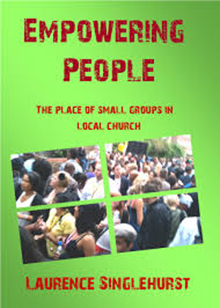 Empowering
People
The place of small groups in
local church
Laurence Singlehurst